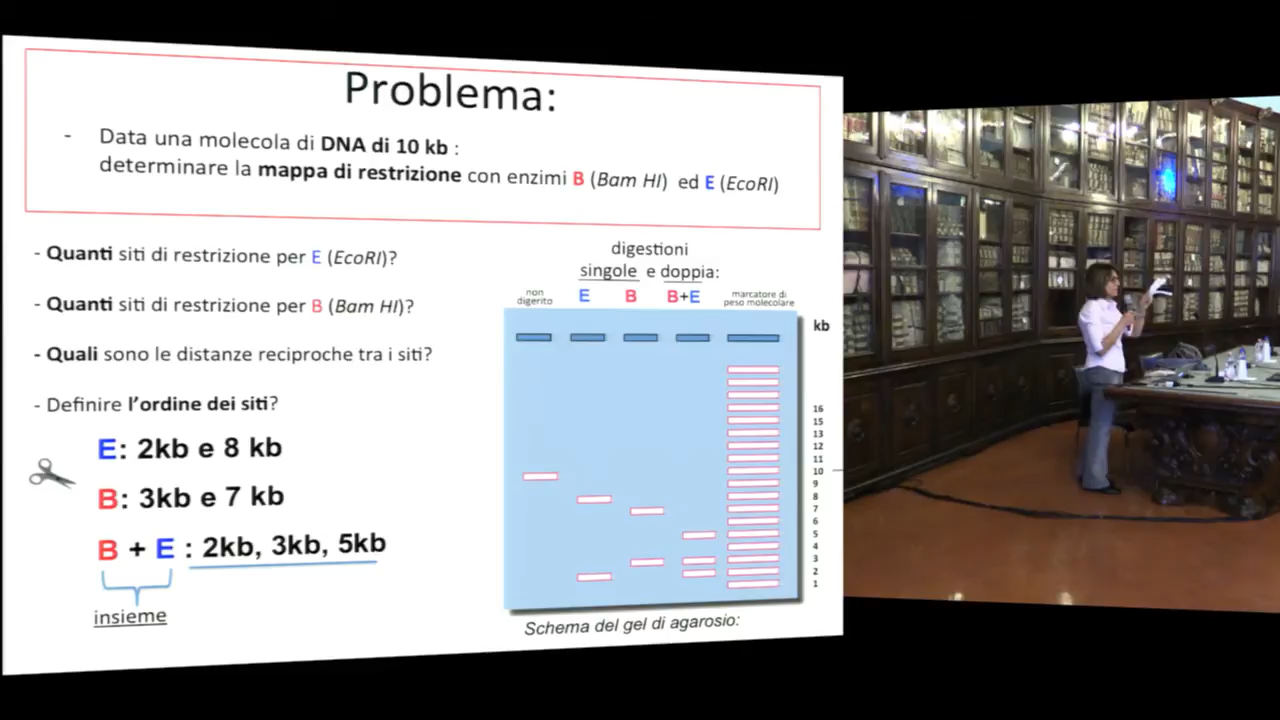 Problema:
- Data una molecola di DNA di 10 kb :
determinare la mappa di restrizione con enzimi B (Bam HI) ed E (EcoRI)
- Quanti siti di restrizione per E (EcoRI)?
- Quanti siti di restrizione per B (Bam HI)?
- Quali sono le distanze reciproche tra i siti?
- Definire l'ordine dei siti?
E: 2kb e 8 kb
B: 3kb e 7 kb
B + E : 2kb, 3kb, 5kb
insieme
digestioni
singole e doppia:
non
digerito
E
B
B+E
marcatore di
peso molecolare
kb
16
15
13
12
11
10
9
8
7
6
5
4
3
2
1
Schema del gel di agarosio: